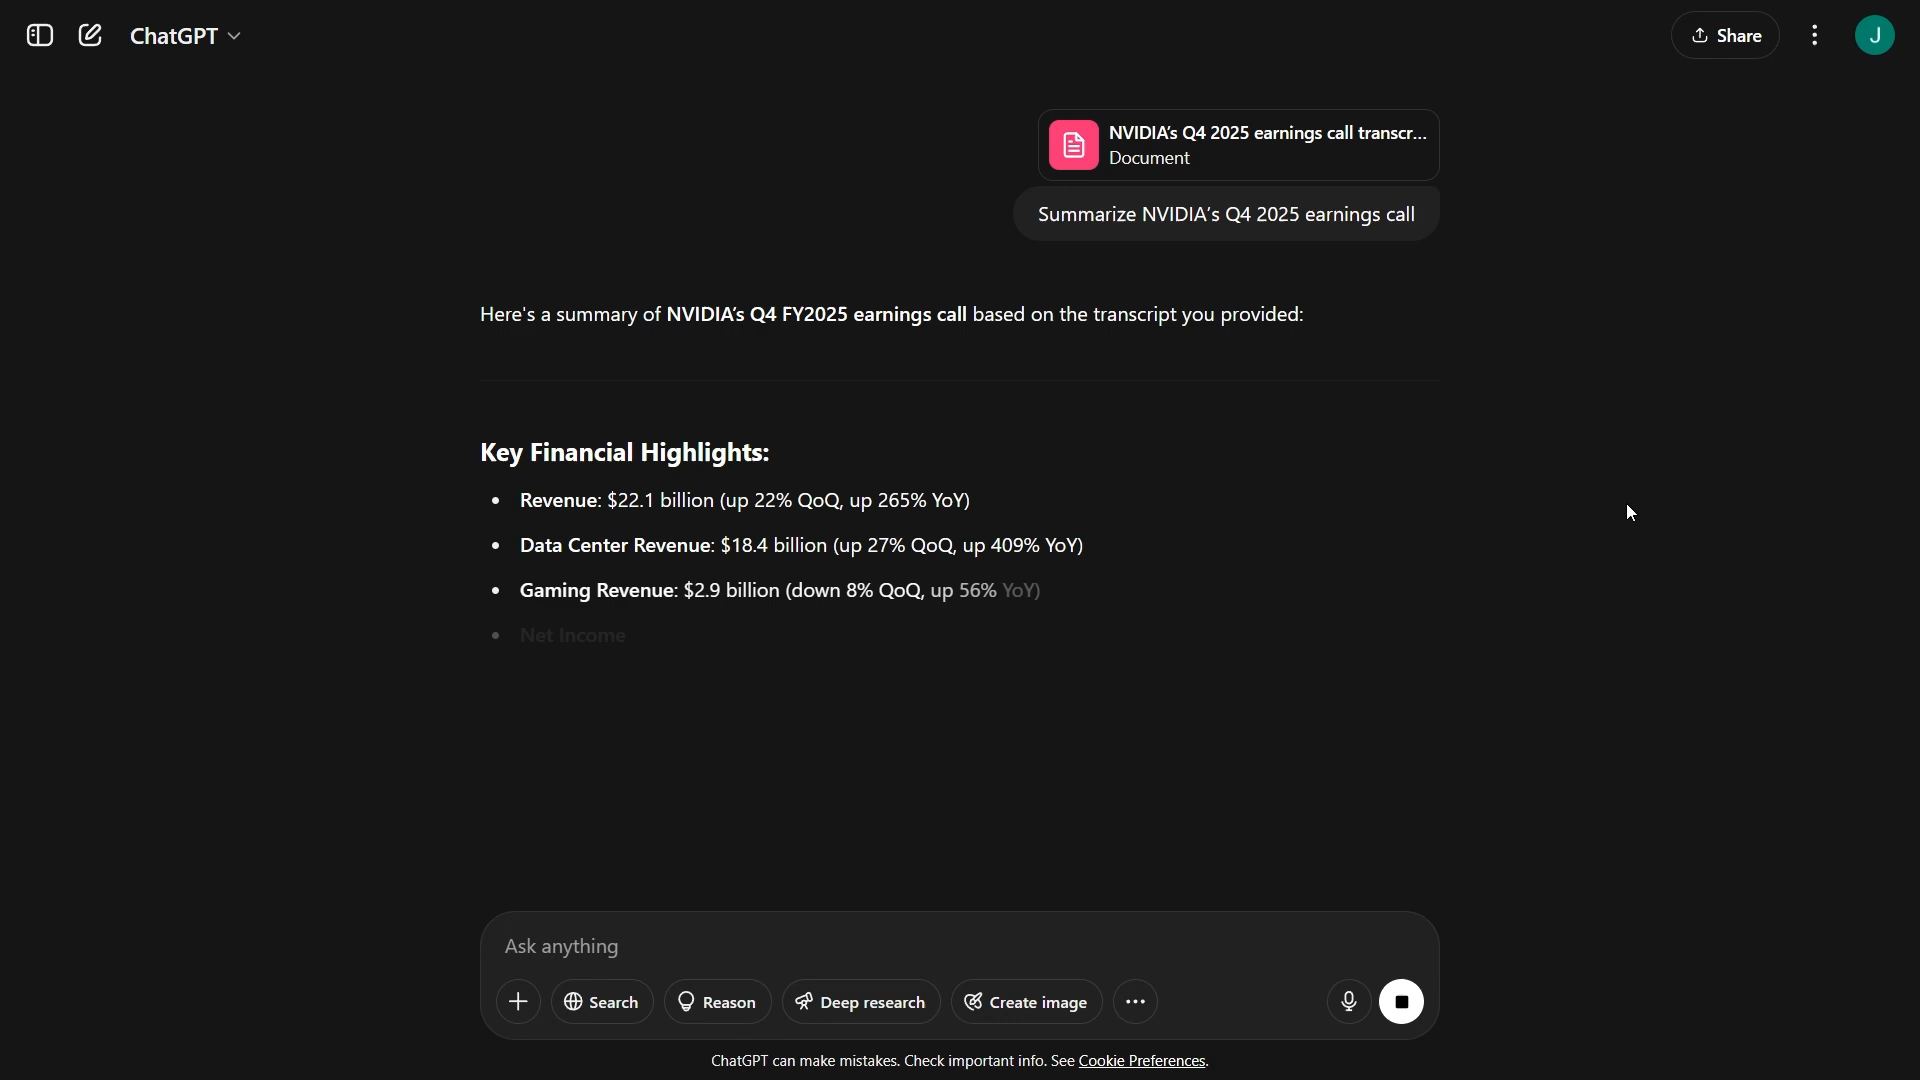 ChatGPT
Share
J
NVIDIA's Q4 2025 earnings call transcr...
Document
Summarize NVIDIA's Q4 2025 earnings call
Here's a summary of NVIDIA's Q4 FY2025 earnings call based on the transcript you provided:
Key Financial Highlights:
• Revenue: $22.1 billion (up 22% QoQ, up 265% YoY)
• Data Center Revenue: $18.4 billion (up 27% QoQ, up 409% YoY)
• Gaming Revenue: $2.9 billion (down 8% QoQ, up 56% YoY)
• Net Income
Ask anything
Search Reason Deep research Create image
ChatGPT can make mistakes. Check important info. See Cookie Preferences.